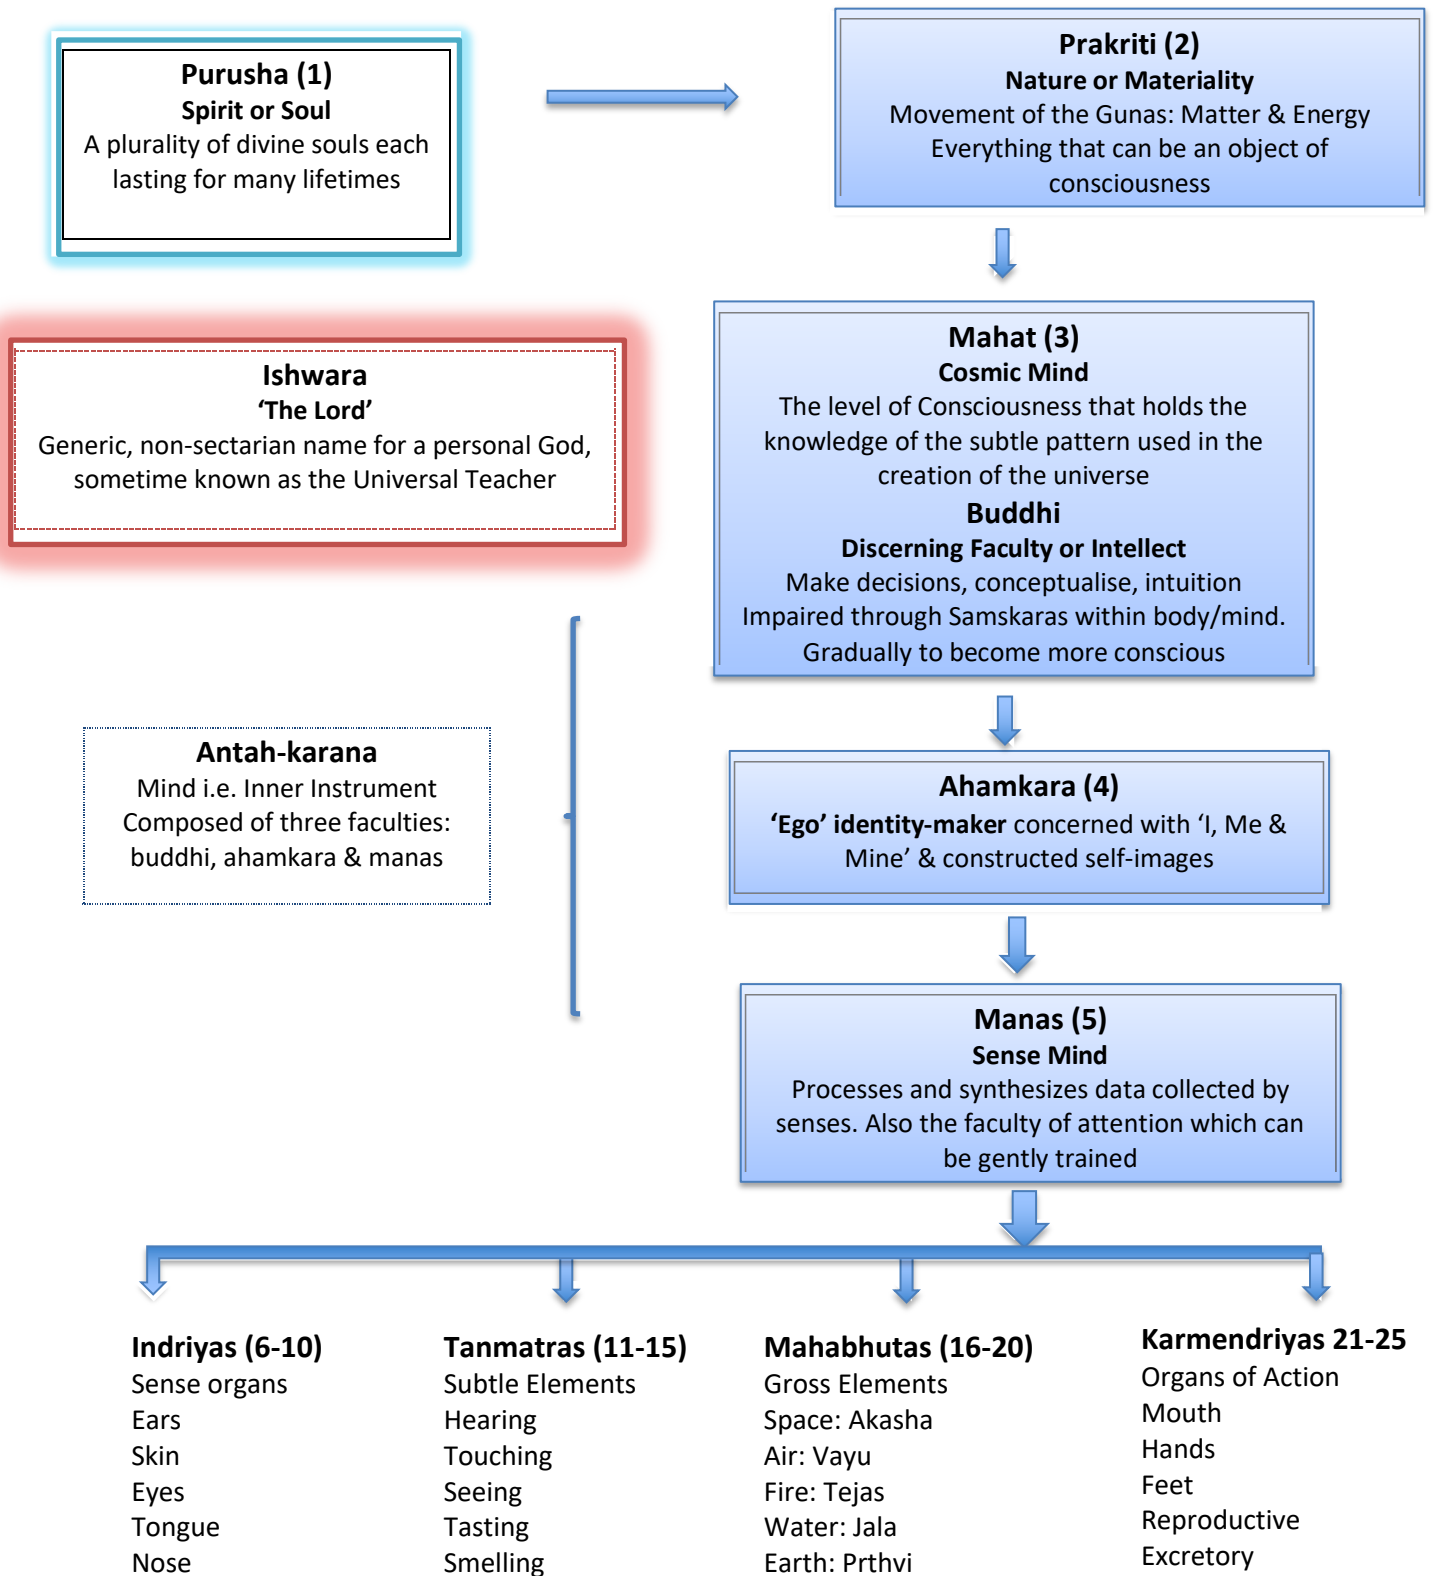 Purusha (1)
Spirit or Soul
A plurality of divine souls each
lasting for many lifetimes
Prakriti (2)
Nature or Materiality
Movement of the Gunas: Matter & Energy
Everything that can be an object of
consciousness
Ishwara
‘The Lord’
Generic, non-sectarian name for a personal God,
sometime known as the Universal Teacher
Mahat (3)
Cosmic Mind
The level of Consciousness that holds the
knowledge of the subtle pattern used in the
creation of the universe
Buddhi
Discerning Faculty or Intellect
Make decisions, conceptualise, intuition
Impaired through Samskaras within body/mind.
Gradually to become more conscious
Antah-karana
Mind i.e. Inner Instrument
Composed of three faculties:
buddhi, ahamkara & manas
Ahamkara (4)
‘Ego’ identity-maker concerned with ‘I, Me &
Mine’ & constructed self-images
Manas (5)
Sense Mind
Processes and synthesizes data collected by
senses. Also the faculty of attention which can
be gently trained
Indriyas (6-10)
Sense organs
Ears
Skin
Eyes
Tongue
Nose
Tanmatras (11-15)
Subtle Elements
Hearing
Touching
Seeing
Tasting
Smelling
Mahabhutas (16-20)
Gross Elements
Space: Akasha
Air: Vayu
Fire: Tejas
Water: Jala
Earth: Prthvi
Karmendriyas 21-25
Organs of Action
Mouth
Hands
Feet
Reproductive
Excretory